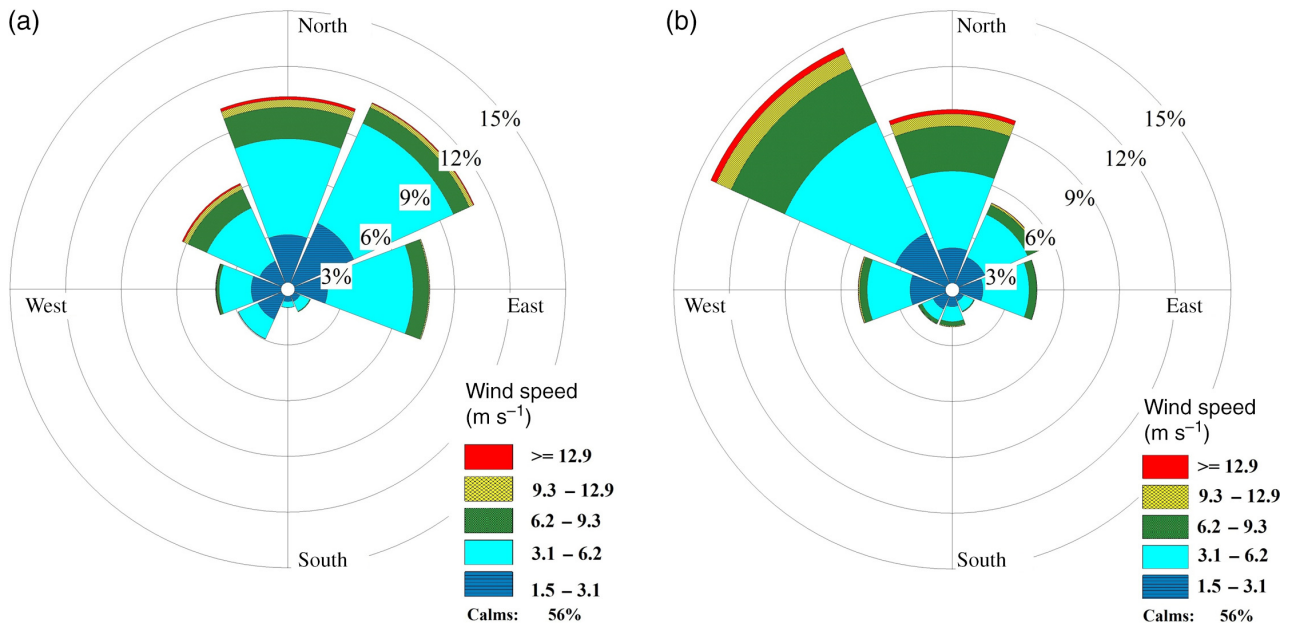 (a)
North
15%
12%
9%
6%
3%
West
East
South
Wind speed
(m s⁻¹)
>= 12.9
9.3 – 12.9
6.2 – 9.3
3.1 – 6.2
1.5 – 3.1
Calms: 56%
(b)
North
15%
12%
9%
6%
3%
West
East
South
Wind speed
(m s⁻¹)
>= 12.9
9.3 – 12.9
6.2 – 9.3
3.1 – 6.2
1.5 – 3.1
Calms: 56%